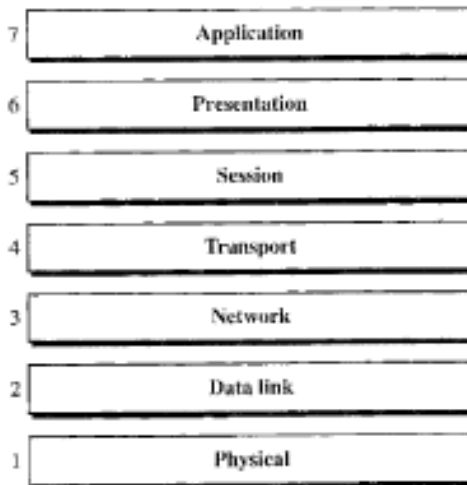 7 Application
6 Presentation
5 Session
4 Transport
3 Network
2 Data link
1 Physical